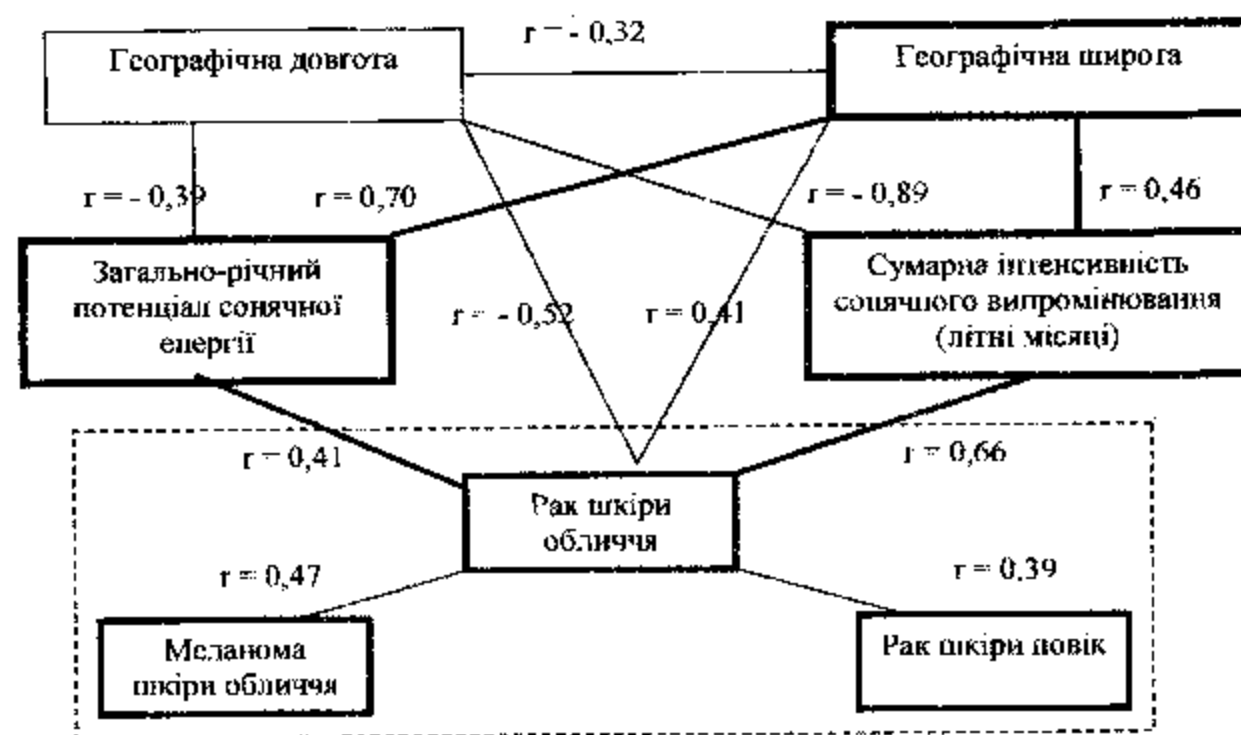 r = - 0,32
Географічна довгота
Географічна широта
r = - 0,39
r = 0,70
r = - 0,89
r = 0,46
Загально-річний
потенціал сонячної
енергії
Сумарна інтенсивність
сонячного випромінювання
(літні місяці)
r = - 0,52
r = 0,41
r = 0,41
r = 0,66
Рак шкіри
обличчя
r = 0,47
r = 0,39
Меланома
шкіри обличчя
Рак шкіри повік